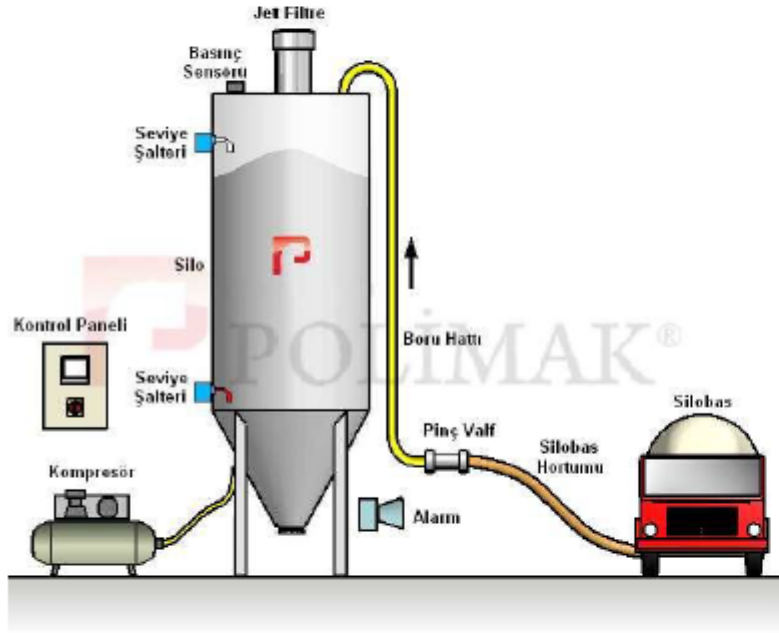 Jet Filtre
Basınç
Sensörü
Seviye
Şalteri
Silo
Kontrol Paneli
POLİMAK®
Boru Hattı
Seviye
Şalteri
Silobas
Pinç Valf
Silobas
Hortumu
Kompresör
Alarm